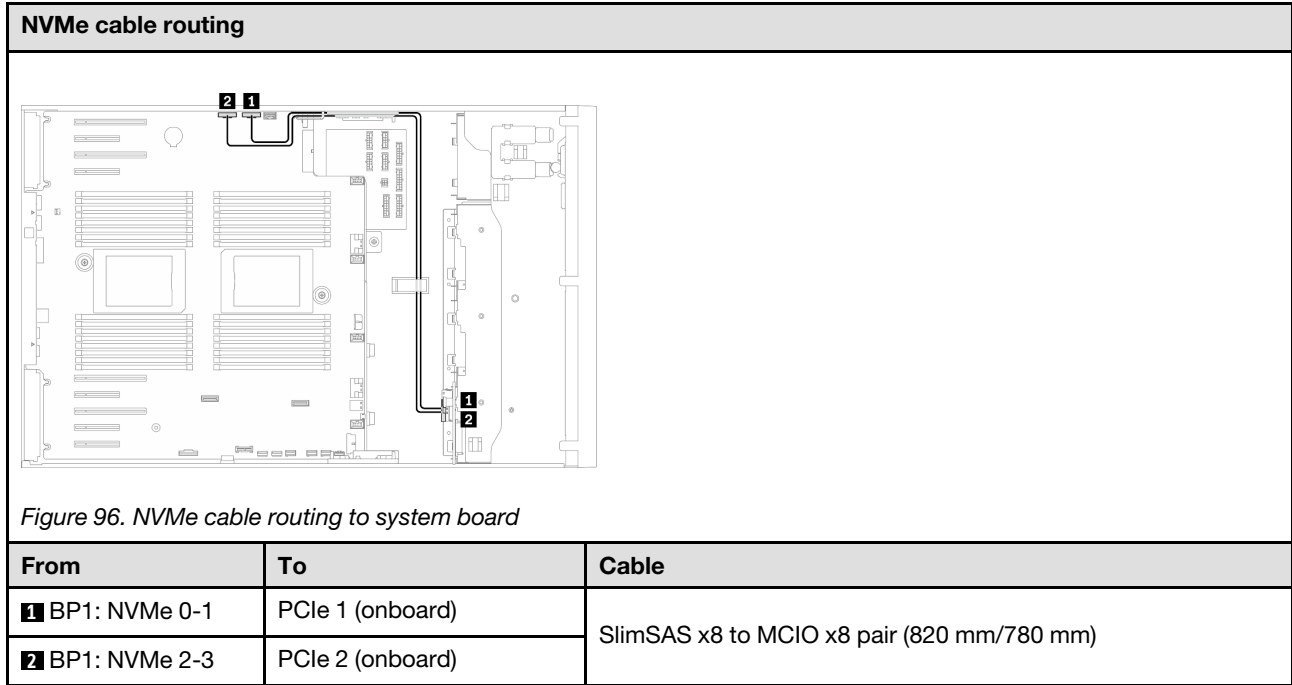 NVMe cable routing
2 1
1
2
Figure 96. NVMe cable routing to system board
From To Cable
1 BP1: NVMe 0-1 PCIe 1 (onboard)
SlimSAS x8 to MCIO x8 pair (820 mm/780 mm)
2 BP1: NVMe 2-3 PCIe 2 (onboard)